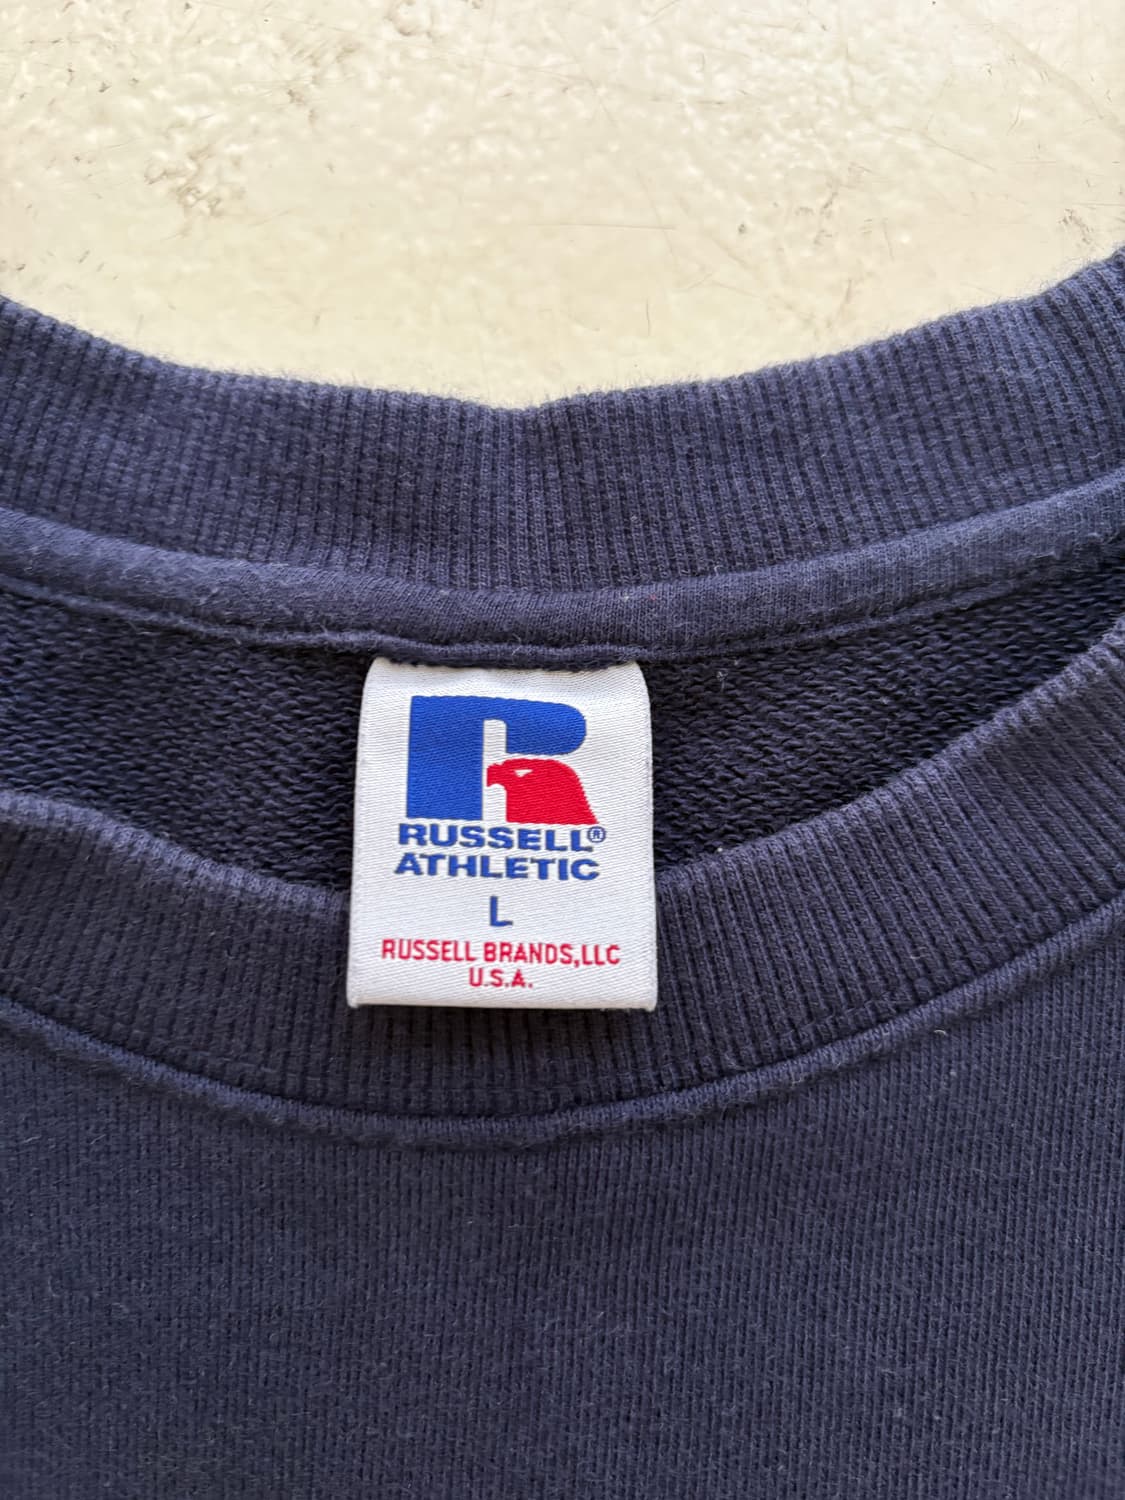 RUSSELL®
ATHLETIC
L
RUSSELL BRANDS,LLC
U.S.A.